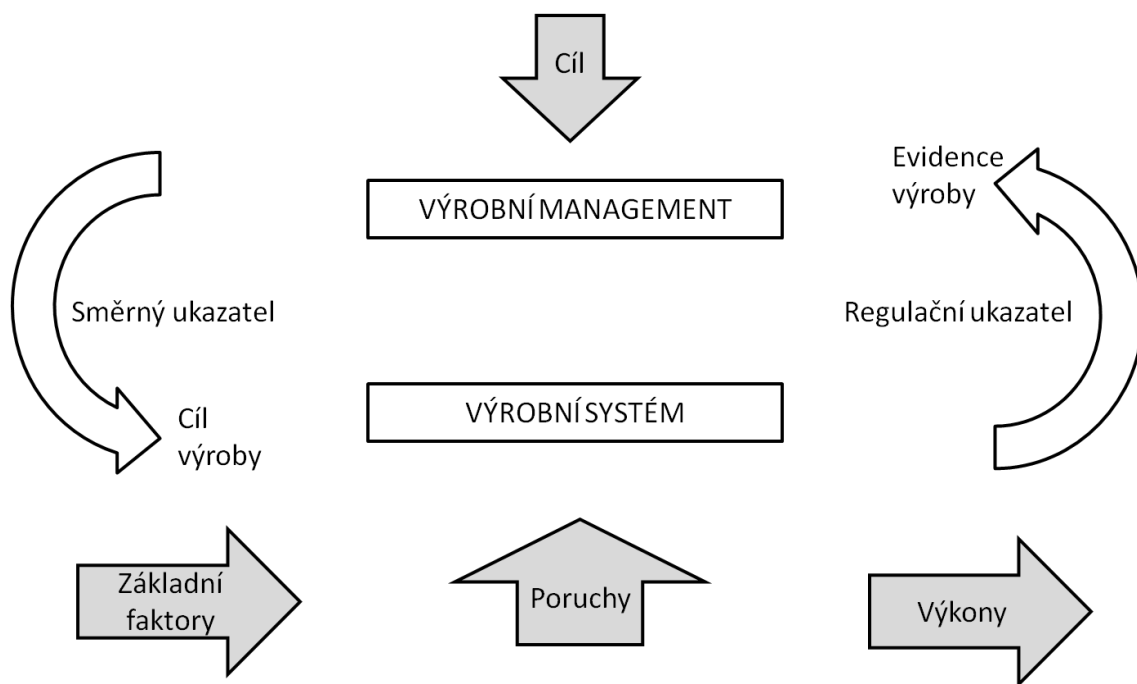 Cíl
Evidence
výroby
VÝROBNÍ MANAGEMENT
Směrný ukazatel
Regulační ukazatel
VÝROBNÍ SYSTÉM
Cíl
výroby
Základní
faktory
Poruchy
Výkony